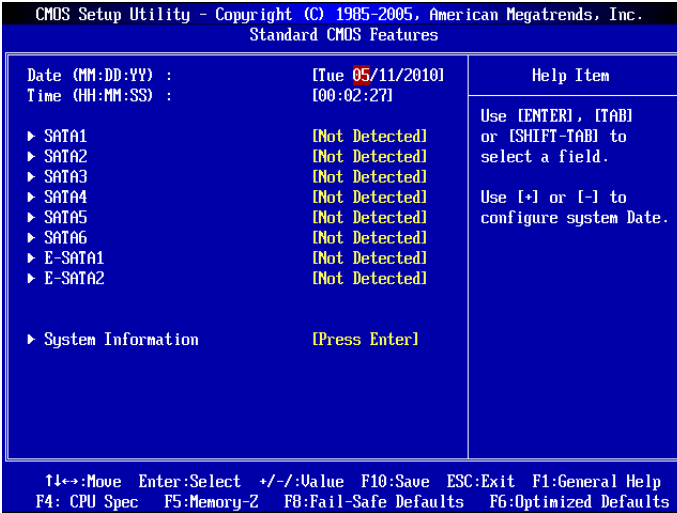 CMOS Setup Utility - Copyright (C) 1985-2005, American Megatrends, Inc.
Standard CMOS Features
Date (MM:DD:YY) : [Tue 05/11/2010]
Time (HH:MM:SS) : [00:02:27]
SATA1 [Not Detected]
SATA2 [Not Detected]
SATA3 [Not Detected]
SATA4 [Not Detected]
SATA5 [Not Detected]
SATA6 [Not Detected]
E-SATA1 [Not Detected]
E-SATA2 [Not Detected]
System Information [Press Enter]
Help Item
Use [ENTER], [TAB]
or [SHIFT-TAB] to
select a field.
Use [+] or [-] to
configure system Date.
↑↓←→:Move Enter:Select +/-/:Value F10:Save ESC:Exit F1:General Help
F4: CPU Spec F5:Memory-Z F8:Fail-Safe Defaults F6:Optimized Defaults